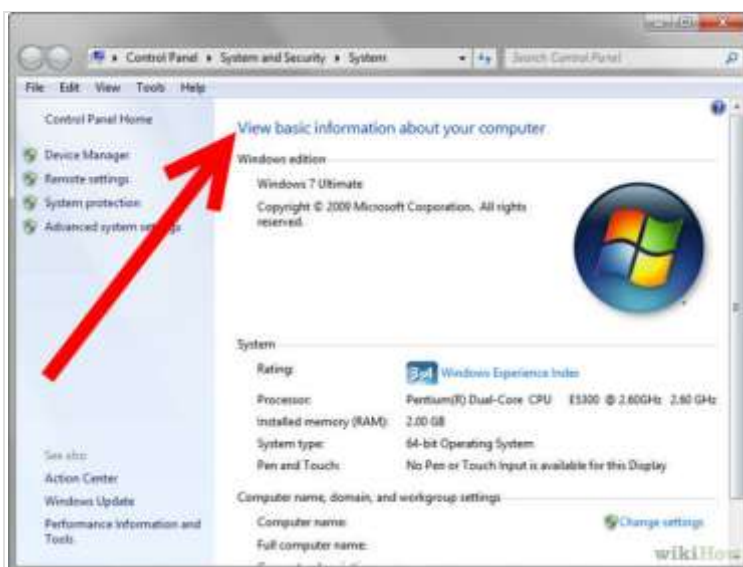 Control Panel ▸ System and Security ▸ System
Search Control Panel
File Edit View Tools Help
Control Panel Home
Device Manager
Remote settings
System protection
Advanced system
View basic information about your computer
Windows edition
Windows 7 Ultimate
Copyright © 2009 Microsoft Corporation. All rights
reserved.
System
Rating:
Windows Experience Index
Processor: Pentium(R) Dual-Core CPU E5300 @ 2.60GHz 2.60 GHz
Installed memory (RAM): 2.00 GB
System type: 64-bit Operating System
Pen and Touch: No Pen or Touch Input is available for this Display
Computer name, domain, and workgroup settings
Computer name:
Change settings
Full computer name:
See also
Action Center
Windows Update
Performance Information and
Tools
wikiHow